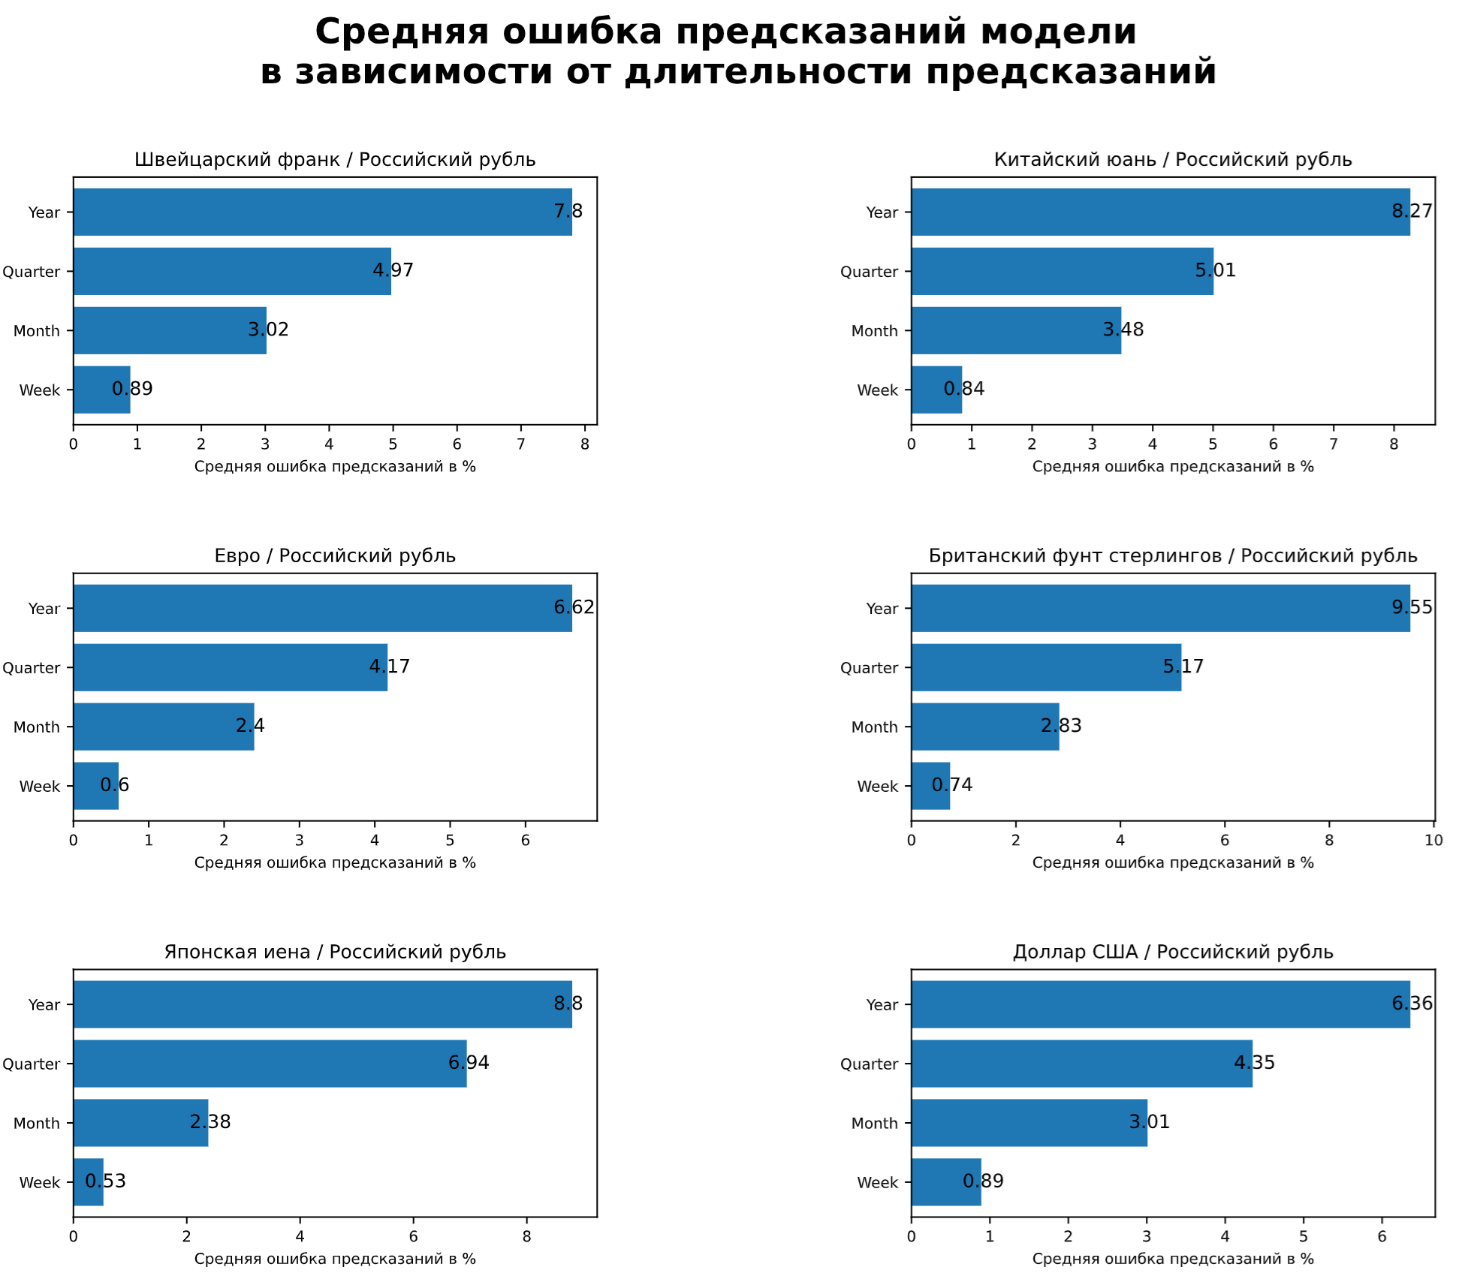 Средняя ошибка предсказаний модели
в зависимости от длительности предсказаний
Швейцарский франк / Российский рубль
Year
7.8
Quarter
4.97
Month
3.02
Week
0.89
0 1 2 3 4 5 6 7 8
Средняя ошибка предсказаний в %
Китайский юань / Российский рубль
Year
8.27
Quarter
5.01
Month
3.48
Week
0.84
0 1 2 3 4 5 6 7 8
Средняя ошибка предсказаний в %
Евро / Российский рубль
Year
6.62
Quarter
4.17
Month
2.4
Week
0.6
0 1 2 3 4 5 6
Средняя ошибка предсказаний в %
Британский фунт стерлингов / Российский рубль
Year
9.55
Quarter
5.17
Month
2.83
Week
0.74
0 2 4 6 8 10
Средняя ошибка предсказаний в %
Японская иена / Российский рубль
Year
8.8
Quarter
6.94
Month
2.38
Week
0.53
0 2 4 6 8
Средняя ошибка предсказаний в %
Доллар США / Российский рубль
Year
6.36
Quarter
4.35
Month
3.01
Week
0.89
0 1 2 3 4 5 6
Средняя ошибка предсказаний в %